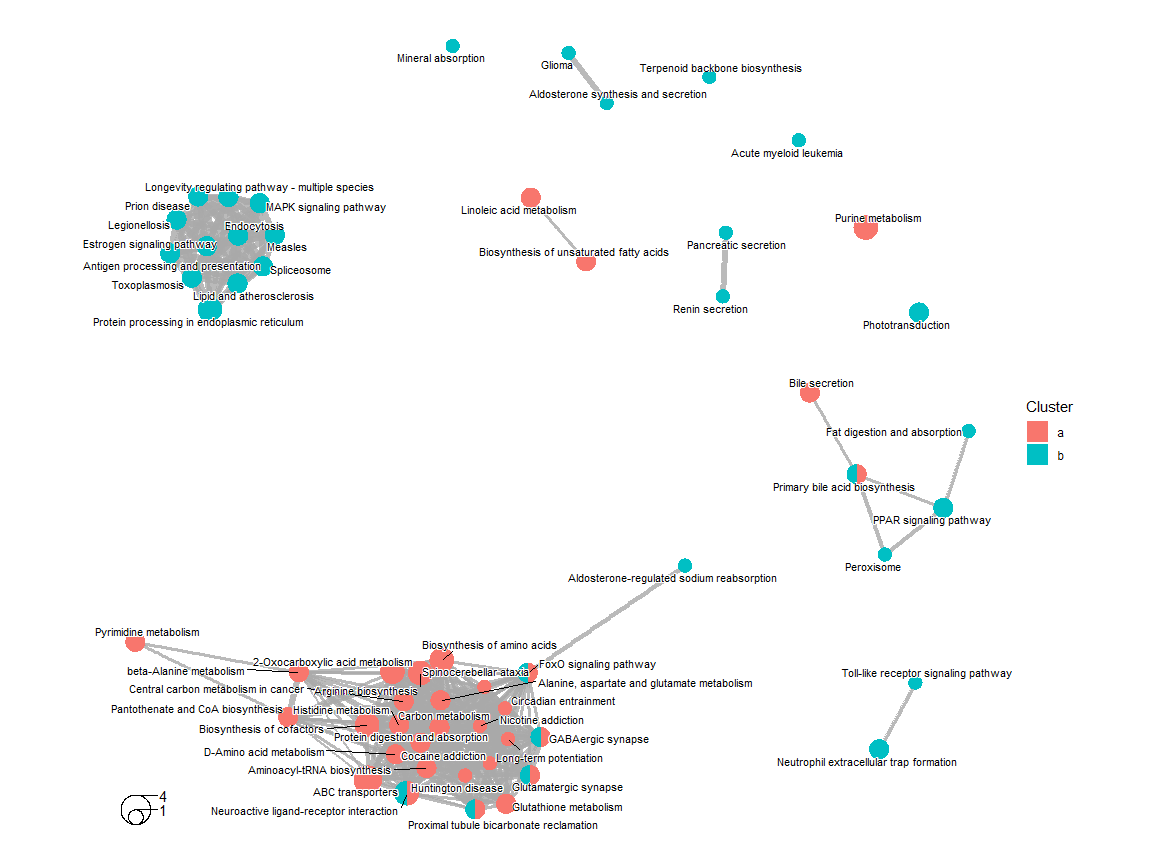 Mineral absorption
Glioma
Terpenoid backbone biosynthesis
Aldosterone synthesis and secretion
Acute myeloid leukemia
Longevity regulating pathway - multiple species
Prion disease
MAPK signaling pathway
Legionellosis
Endocytosis
Estrogen signaling pathway
Measles
Antigen processing and presentation
Spliceosome
Toxoplasmosis
Lipid and atherosclerosis
Protein processing in endoplasmic reticulum
Linoleic acid metabolism
Biosynthesis of unsaturated fatty acids
Purine metabolism
Pancreatic secretion
Renin secretion
Phototransduction
Bile secretion
Fat digestion and absorption
Primary bile acid biosynthesis
PPAR signaling pathway
Peroxisome
Cluster
a
b
Aldosterone-regulated sodium reabsorption
Pyrimidine metabolism
Biosynthesis of amino acids
2-Oxocarboxylic acid metabolism
FoxO signaling pathway
beta-Alanine metabolism
Spinocerebellar ataxia
Alanine, aspartate and glutamate metabolism
Central carbon metabolism in cancer
Arginine biosynthesis
Circadian entrainment
Pantothenate and CoA biosynthesis
Histidine metabolism
Carbon metabolism
Nicotine addiction
Biosynthesis of cofactors
Protein digestion and absorption
GABAergic synapse
D-Amino acid metabolism
Cocaine addiction
Long-term potentiation
Aminoacyl-tRNA biosynthesis
ABC transporters
Huntington disease
Glutamatergic synapse
Neuroactive ligand-receptor interaction
Glutathione metabolism
Proximal tubule bicarbonate reclamation
Toll-like receptor signaling pathway
Neutrophil extracellular trap formation
4
1